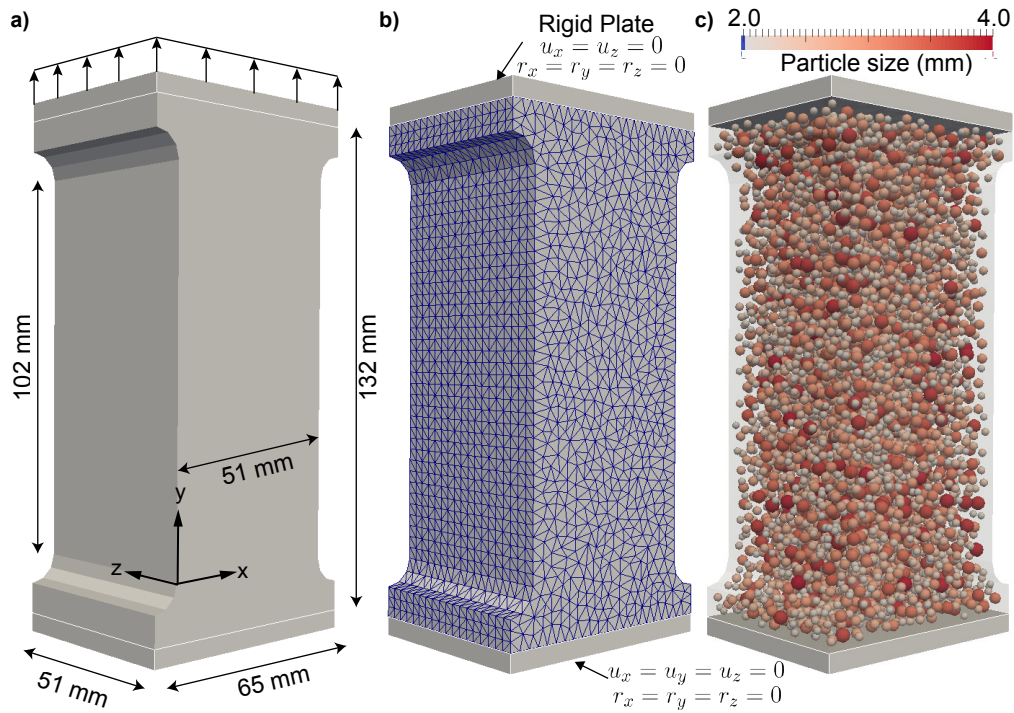 a)
102 mm
132 mm
51 mm
y
z
x
51 mm
65 mm
b)
Rigid Plate
u_x = u_z = 0
r_x = r_y = r_z = 0
u_x = u_y = u_z = 0
r_x = r_y = r_z = 0
c)
2.0 4.0
Particle size (mm)